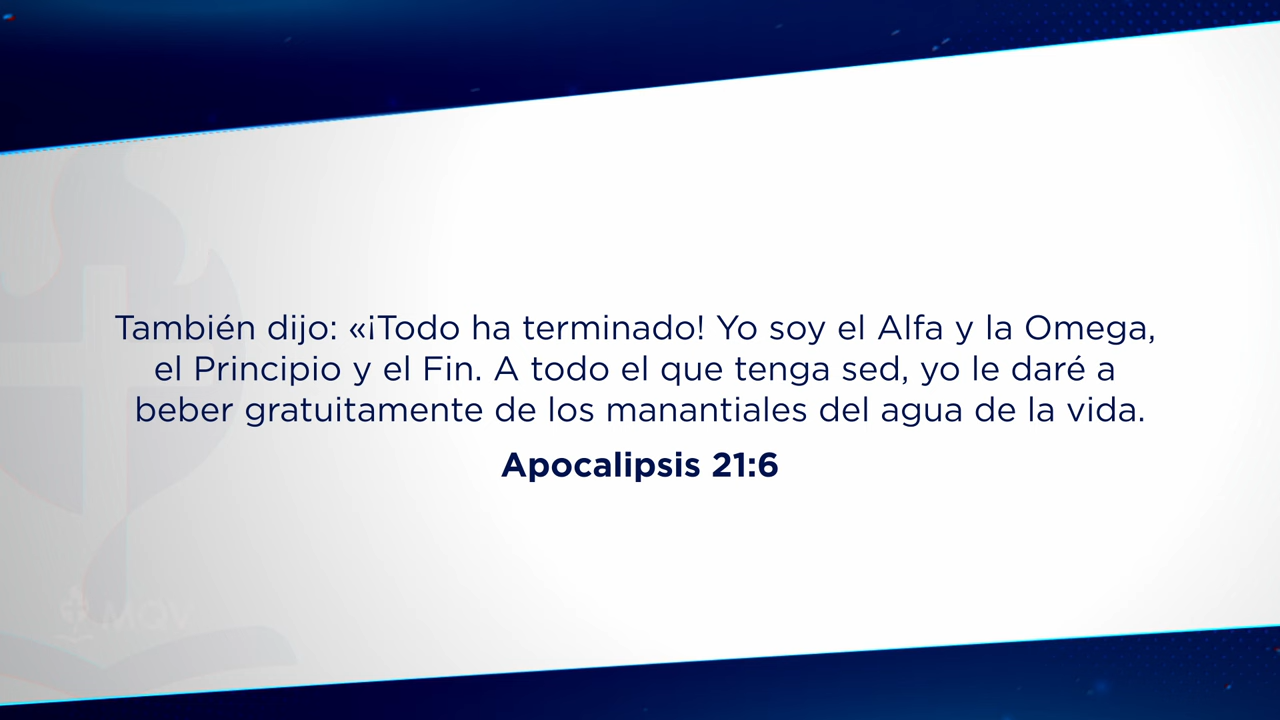 También dijo: «¡Todo ha terminado! Yo soy el Alfa y la Omega,
el Principio y el Fin. A todo el que tenga sed, yo le daré a
beber gratuitamente de los manantiales del agua de la vida.
Apocalipsis 21:6
MQV